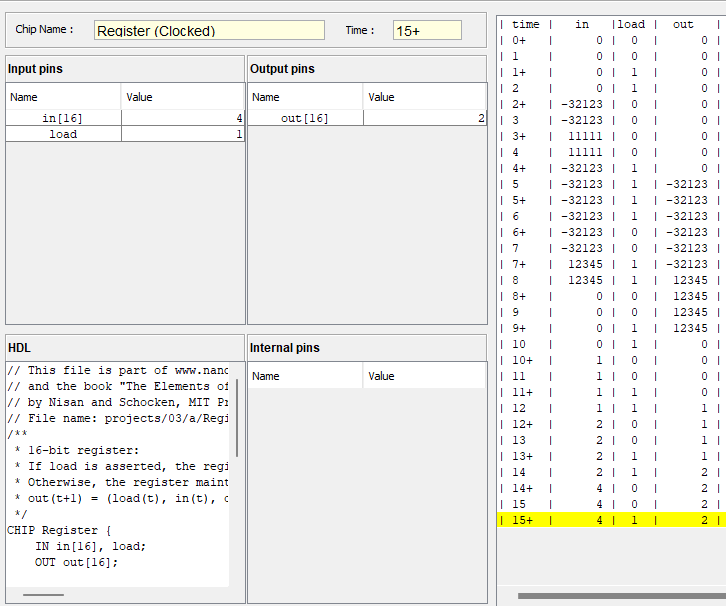 Chip Name : Register (Clocked) Time : 15+
Input pins
Name Value
in[16] 4
load 1
Output pins
Name Value
out[16] 2
HDL
// This file is part of www.nand
// and the book "The Elements of
// by Nisan and Schocken, MIT Pr
// File name: projects/03/a/Regi
/**
* 16-bit register:
* If load is asserted, the regi
* Otherwise, the register maint
* out(t+1) = (load(t), in(t), o
*/
CHIP Register {
IN in[16], load;
OUT out[16];
Internal pins
Name Value
| time | in |load | out |
| 0+ | 0 | 0 | 0 |
| 1 | 0 | 0 | 0 |
| 1+ | 0 | 1 | 0 |
| 2 | 0 | 1 | 0 |
| 2+ | -32123 | 0 | 0 |
| 3 | -32123 | 0 | 0 |
| 3+ | 11111 | 0 | 0 |
| 4 | 11111 | 0 | 0 |
| 4+ | -32123 | 1 | 0 |
| 5 | -32123 | 1 | -32123 |
| 5+ | -32123 | 1 | -32123 |
| 6 | -32123 | 1 | -32123 |
| 6+ | -32123 | 0 | -32123 |
| 7 | -32123 | 0 | -32123 |
| 7+ | 12345 | 1 | -32123 |
| 8 | 12345 | 1 | 12345 |
| 8+ | 0 | 0 | 12345 |
| 9 | 0 | 0 | 12345 |
| 9+ | 0 | 1 | 12345 |
| 10 | 0 | 1 | 0 |
| 10+ | 1 | 0 | 0 |
| 11 | 1 | 0 | 0 |
| 11+ | 1 | 1 | 0 |
| 12 | 1 | 1 | 1 |
| 12+ | 2 | 0 | 1 |
| 13 | 2 | 0 | 1 |
| 13+ | 2 | 1 | 1 |
| 14 | 2 | 1 | 2 |
| 14+ | 4 | 0 | 2 |
| 15 | 4 | 0 | 2 |
| 15+ | 4 | 1 | 2 |